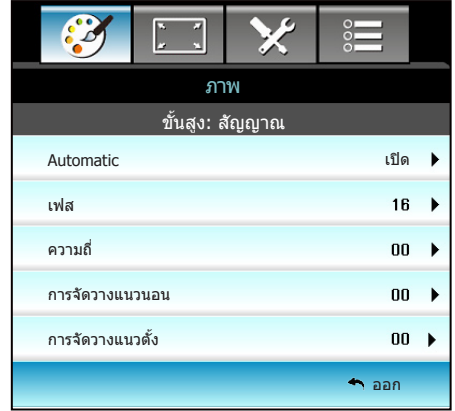 ภาพ
ขั้นสูง: สัญญาณ
Automatic เปิด
เฟส 16
ความถี่ 00
การจัดวางแนวนอน 00
การจัดวางแนวตั้ง 00
ออก